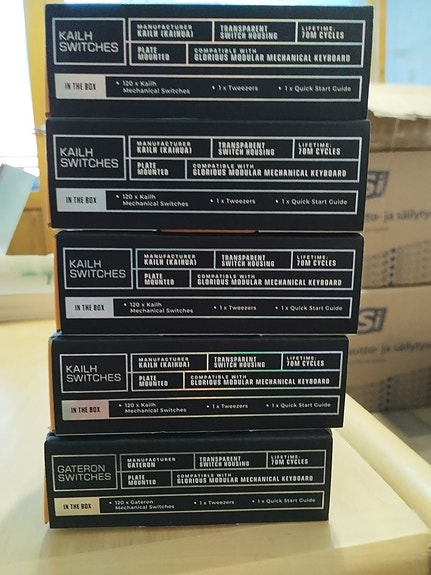 KAILH
SWITCHES
MANUFACTURER
KAILH (KAIHUA)
TRANSPARENT
SWITCH HOUSING
LIFETIME:
70M CYCLES
PLATE
MOUNTED
COMPATIBLE WITH
GLORIOUS MODULAR MECHANICAL KEYBOARD
IN THE BOX
• 120 x Kailh
Mechanical Switches
• 1 x Tweezers
• 1 x Quick Start Guide
KAILH
SWITCHES
MANUFACTURER
KAILH (KAIHUA)
TRANSPARENT
SWITCH HOUSING
LIFETIME:
70M CYCLES
PLATE
MOUNTED
COMPATIBLE WITH
GLORIOUS MODULAR MECHANICAL KEYBOARD
IN THE BOX
• 120 x Kailh
Mechanical Switches
• 1 x Tweezers
• 1 x Quick Start Guide
KAILH
SWITCHES
MANUFACTURER
KAILH (KAIHUA)
TRANSPARENT
SWITCH HOUSING
LIFETIME:
70M CYCLES
PLATE
MOUNTED
COMPATIBLE WITH
GLORIOUS MODULAR MECHANICAL KEYBOARD
IN THE BOX
• 120 x Kailh
Mechanical Switches
• 1 x Tweezers
• 1 x Quick Start Guide
KAILH
SWITCHES
MANUFACTURER
KAILH (KAIHUA)
TRANSPARENT
SWITCH HOUSING
LIFETIME:
70M CYCLES
PLATE
MOUNTED
COMPATIBLE WITH
GLORIOUS MODULAR MECHANICAL KEYBOARD
IN THE BOX
• 120 x Kailh
Mechanical Switches
• 1 x Tweezers
• 1 x Quick Start Guide
GATERON
SWITCHES
MANUFACTURER
GATERON
TRANSPARENT
SWITCH HOUSING
LIFETIME:
70M CYCLES
PLATE
MOUNTED
COMPATIBLE WITH
GLORIOUS MODULAR MECHANICAL KEYBOARD
IN THE BOX
• 120 x Gateron
Mechanical Switches
• 1 x Tweezers
• 1 x Quick Start Guide